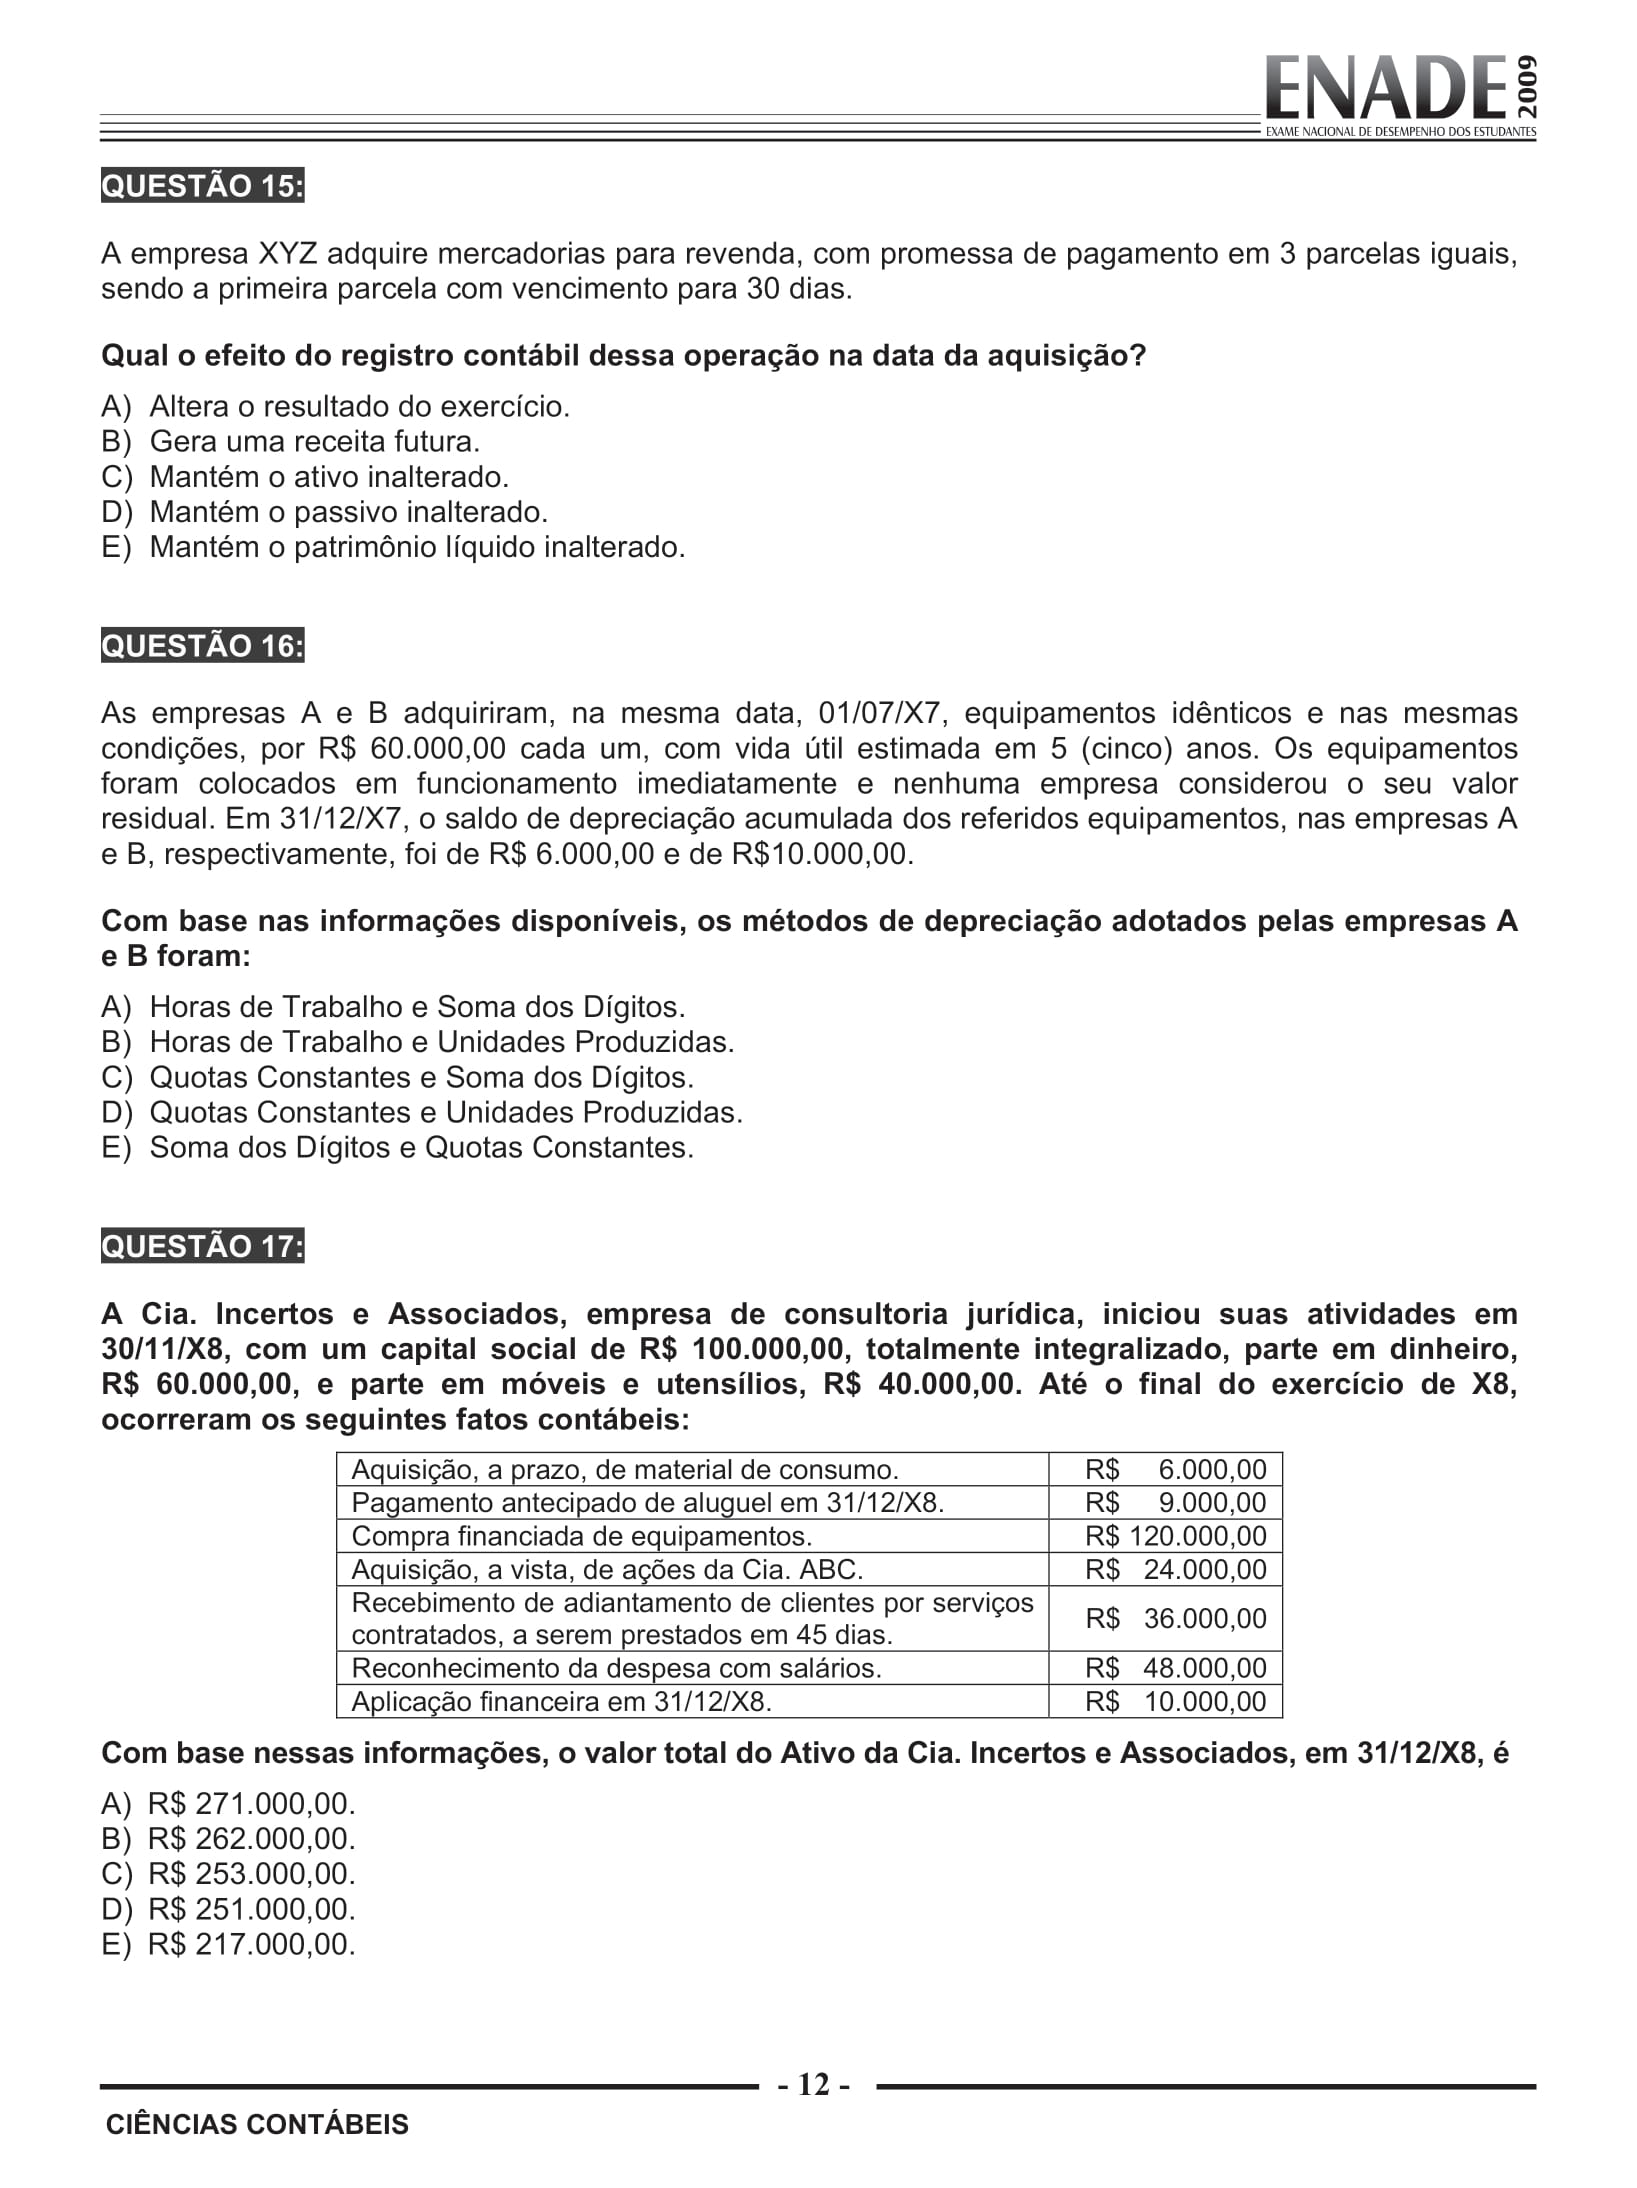 ENADE 2009
EXAME NACIONAL DE DESEMPENHO DOS ESTUDANTES
QUESTÃO 15:
A empresa XYZ adquire mercadorias para revenda, com promessa de pagamento em 3 parcelas iguais,
sendo a primeira parcela com vencimento para 30 dias.
Qual o efeito do registro contábil dessa operação na data da aquisição?
A) Altera o resultado do exercício.
B) Gera uma receita futura.
C) Mantém o ativo inalterado.
D) Mantém o passivo inalterado.
E) Mantém o patrimônio líquido inalterado.
QUESTÃO 16:
As empresas A e B adquiriram, na mesma data, 01/07/X7, equipamentos idênticos e nas mesmas
condições, por R$ 60.000,00 cada um, com vida útil estimada em 5 (cinco) anos. Os equipamentos
foram colocados em funcionamento imediatamente e nenhuma empresa considerou o seu valor
residual. Em 31/12/X7, o saldo de depreciação acumulada dos referidos equipamentos, nas empresas A
e B, respectivamente, foi de R$ 6.000,00 e de R$10.000,00.
Com base nas informações disponíveis, os métodos de depreciação adotados pelas empresas A
e B foram:
A) Horas de Trabalho e Soma dos Dígitos.
B) Horas de Trabalho e Unidades Produzidas.
C) Quotas Constantes e Soma dos Dígitos.
D) Quotas Constantes e Unidades Produzidas.
E) Soma dos Dígitos e Quotas Constantes.
QUESTÃO 17:
A Cia. Incertos e Associados, empresa de consultoria jurídica, iniciou suas atividades em
30/11/X8, com um capital social de R$ 100.000,00, totalmente integralizado, parte em dinheiro,
R$ 60.000,00, e parte em móveis e utensílios, R$ 40.000,00. Até o final do exercício de X8,
ocorreram os seguintes fatos contábeis:
Aquisição, a prazo, de material de consumo. R$ 6.000,00
Pagamento antecipado de aluguel em 31/12/X8. R$ 9.000,00
Compra financiada de equipamentos. R$ 120.000,00
Aquisição, a vista, de ações da Cia. ABC. R$ 24.000,00
Recebimento de adiantamento de clientes por serviços
contratados, a serem prestados em 45 dias. R$ 36.000,00
Reconhecimento da despesa com salários. R$ 48.000,00
Aplicação financeira em 31/12/X8. R$ 10.000,00
Com base nessas informações, o valor total do Ativo da Cia. Incertos e Associados, em 31/12/X8, é
A) R$ 271.000,00.
B) R$ 262.000,00.
C) R$ 253.000,00.
D) R$ 251.000,00.
E) R$ 217.000,00.
- 12 -
CIÊNCIAS CONTÁBEIS